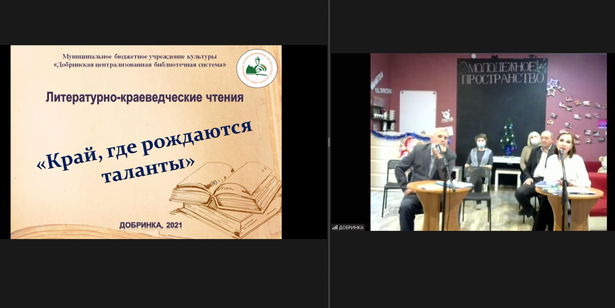 Муниципальное бюджетное учреждение культуры
«Добринская централизованная библиотечная система»
Литературно-краеведческие чтения
«Край, где рождаются
таланты»
ДОБРИНКА, 2021
МОЛОДЕЖНОЕ
ПРОСТРАНСТВО
ДОБРИНКА